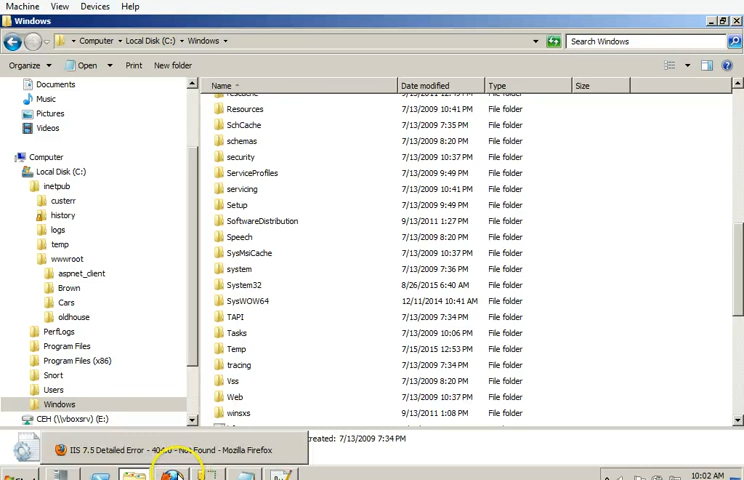 Machine View Devices Help
Windows
Computer Local Disk (C:) Windows
Search Windows
Organize Open Print New folder
Name Date modified Type Size
Documents
Music
Pictures
Videos
Computer
Local Disk (C:)
inetpub
custerr
history
logs
temp
wwwroot
aspnet_client
Brown
Cars
oldhouse
PerfLogs
Program Files
Program Files (x86)
Snort
Users
Windows
CEH (\\vboxsrv) (E:)
File folder
Resources 7/13/2009 10:41 PM File folder
SchCache 7/13/2009 7:35 PM File folder
schemas 7/13/2009 8:20 PM File folder
security 7/13/2009 10:37 PM File folder
ServiceProfiles 7/13/2009 9:49 PM File folder
servicing 7/13/2009 10:41 PM File folder
Setup 7/13/2009 9:49 PM File folder
SoftwareDistribution 9/13/2011 1:27 PM File folder
Speech 7/13/2009 8:20 PM File folder
SysMsiCache 7/13/2009 10:37 PM File folder
system 7/13/2009 7:36 PM File folder
System32 8/26/2015 6:40 AM File folder
SysWOW64 12/11/2014 10:41 AM File folder
TAPI 7/13/2009 7:34 PM File folder
Tasks 7/13/2009 10:06 PM File folder
Temp 7/15/2015 12:53 PM File folder
tracing 7/13/2009 7:34 PM File folder
Vss 7/13/2009 8:20 PM File folder
Web 7/13/2009 10:37 PM File folder
winsxs 9/13/2011 1:08 PM File folder
reated: 7/13/2009 7:34 PM
IIS 7.5 Detailed Error - 404.0 - Not Found - Mozilla Firefox
10:02 AM